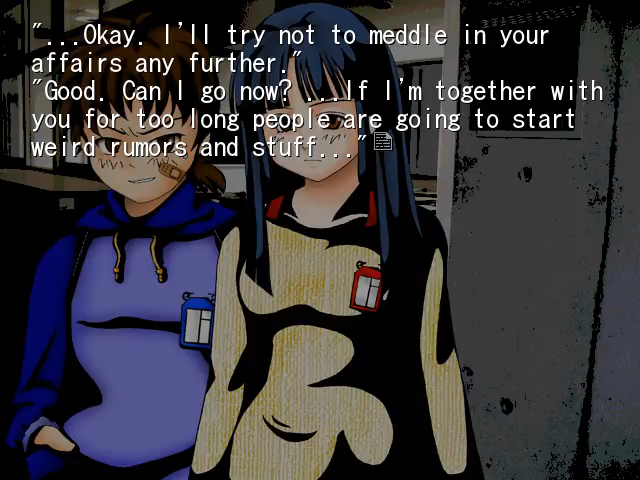 "...Okay. I'll try not to meddle in your
affairs any further."
"Good. Can I go now? ...If I'm together with
you for too long people are going to start
weird rumors and stuff..."